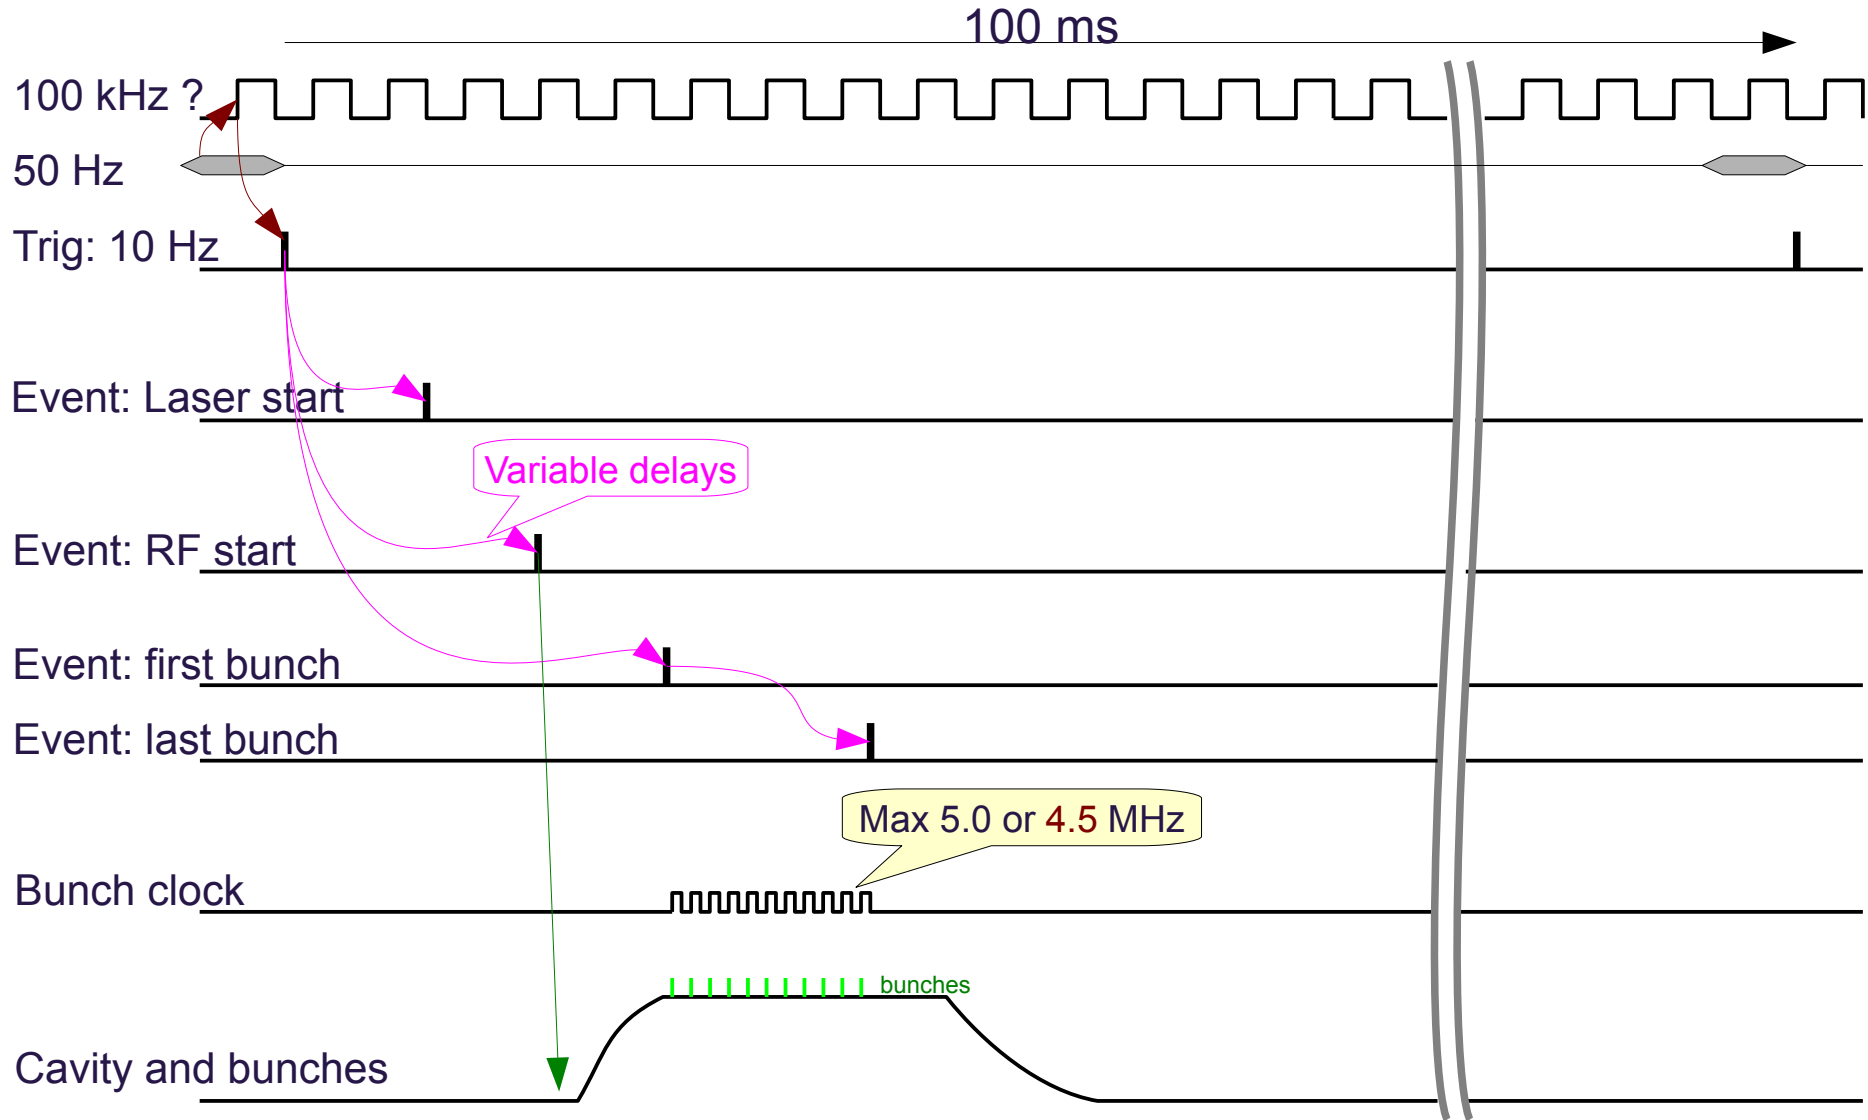 100 ms
100 kHz ?
50 Hz
Trig: 10 Hz
Event: Laser start
Variable delays
Event: RF start
Event: first bunch
Event: last bunch
Max 5.0 or 4.5 MHz
Bunch clock
bunches
Cavity and bunches